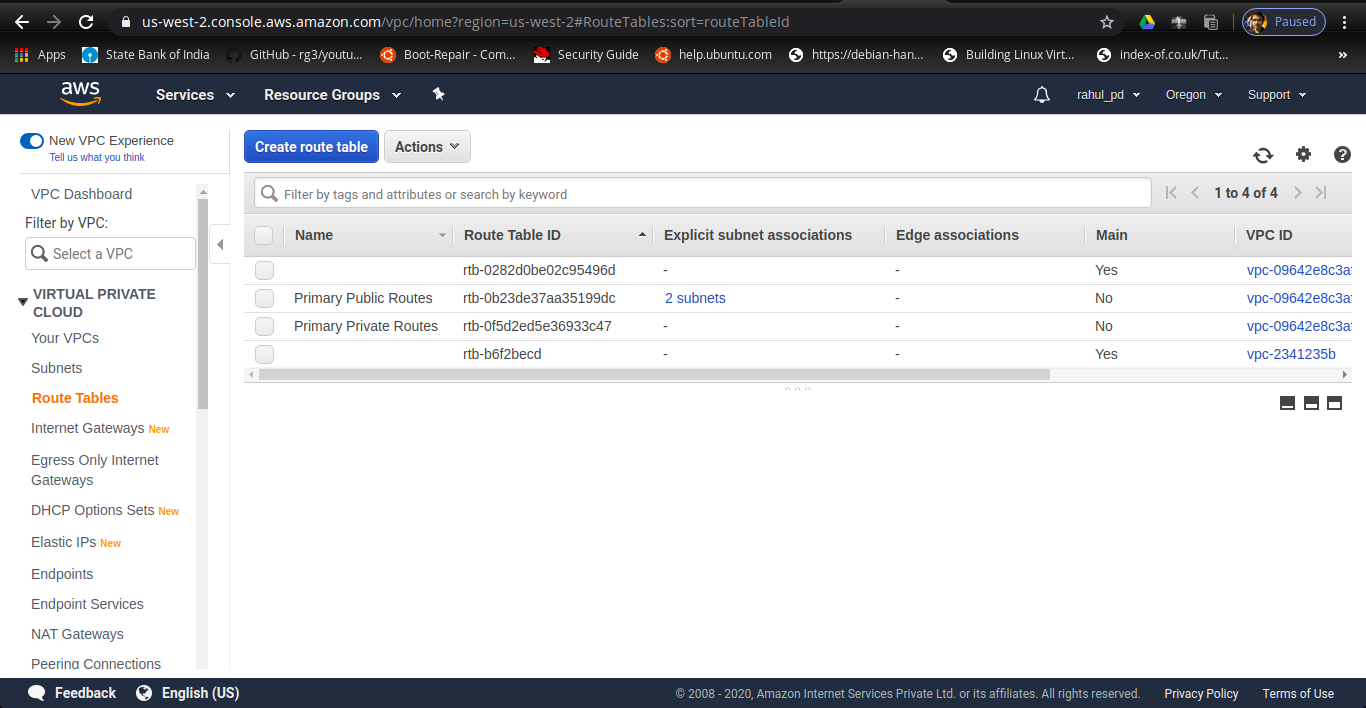 us-west-2.console.aws.amazon.com/vpc/home?region=us-west-2#RouteTables:sort=routeTableId
Paused
Apps State Bank of India GitHub - rg3/youtu... Boot-Repair - Com... Security Guide help.ubuntu.com https://debian-han... Building Linux Virt... index-of.co.uk/Tut... »
aws Services Resource Groups rahul_pd Oregon Support
New VPC Experience
Tell us what you think
VPC Dashboard
Filter by VPC:
Select a VPC
VIRTUAL PRIVATE
CLOUD
Your VPCs
Subnets
Route Tables
Internet Gateways New
Egress Only Internet
Gateways
DHCP Options Sets New
Elastic IPs New
Endpoints
Endpoint Services
NAT Gateways
Peering Connections
Create route table Actions
Filter by tags and attributes or search by keyword
1 to 4 of 4
Name Route Table ID Explicit subnet associations Edge associations Main VPC ID
rtb-0282d0be02c95496d - - Yes vpc-09642e8c3a
Primary Public Routes rtb-0b23de37aa35199dc 2 subnets - No vpc-09642e8c3a
Primary Private Routes rtb-0f5d2ed5e36933c47 - - No vpc-09642e8c3a
rtb-b6f2becd - - Yes vpc-2341235b
Feedback English (US)
© 2008 - 2020, Amazon Internet Services Private Ltd. or its affiliates. All rights reserved. Privacy Policy Terms of Use